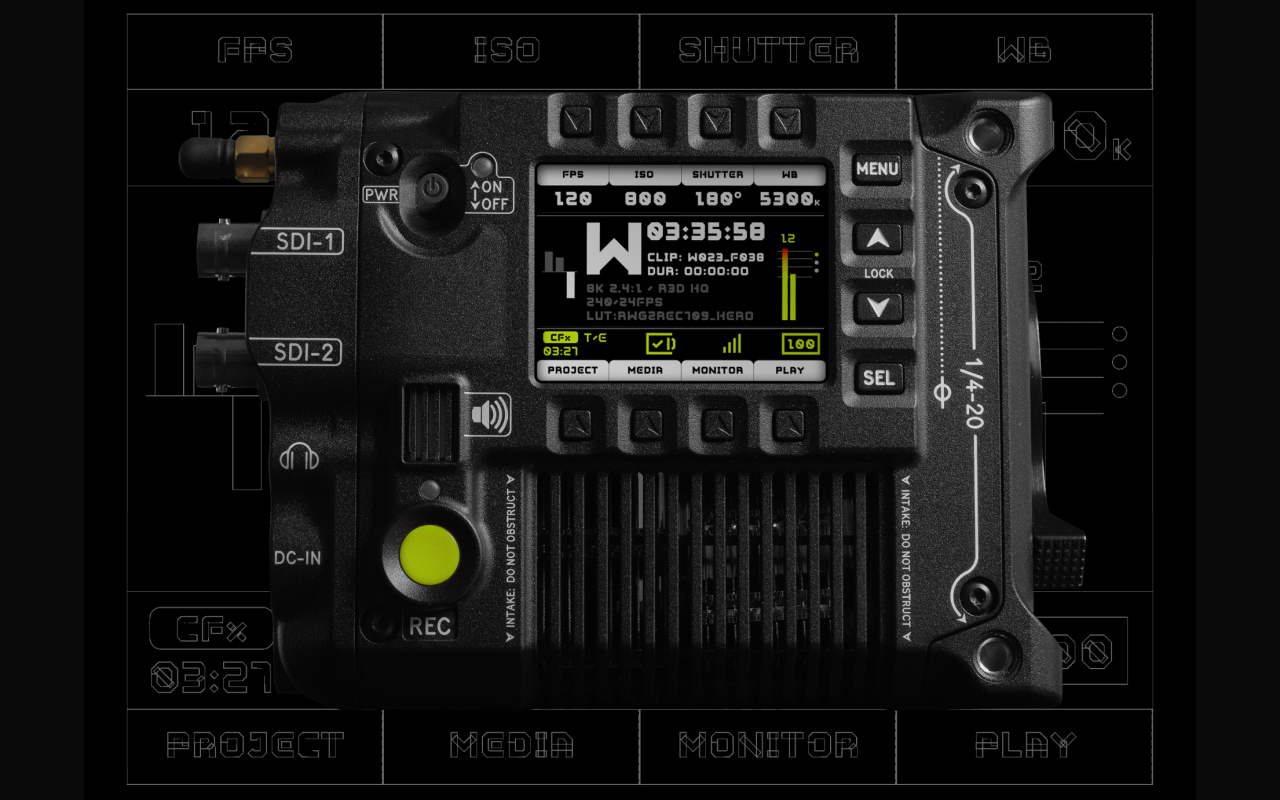 FPS ISO SHUTTER WB
K
PWR
ON
OFF
SDI-1
SDI-2
DC-IN
REC
FPS ISO SHUTTER WB
120 800 180° 5300K
W
03:35:58
CLIP: W023_F038
DUR: 00:00:00
8K 2.4:1 / R3D HQ
240/24FPS
LUT:RWG2REC709_HERO
12
CFx T/E
03:27
100
PROJECT MEDIA MONITOR PLAY
MENU
LOCK
SEL
1/4-20
INTAKE: DO NOT OBSTRUCT
INTAKE: DO NOT OBSTRUCT
CFx
03:27
PROJECT MEDIA MONITOR PLAY